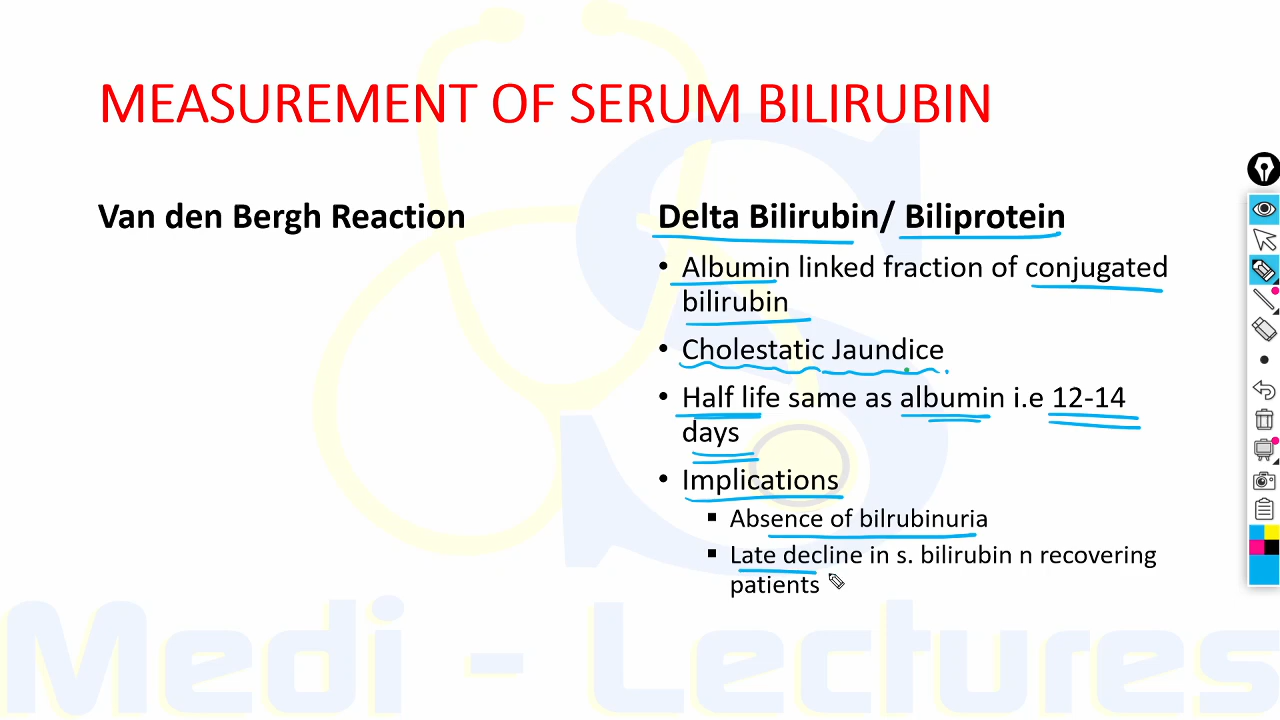 MEASUREMENT OF SERUM BILIRUBIN
Van den Bergh Reaction
Delta Bilirubin/ Biliprotein
• Albumin linked fraction of conjugated
bilirubin
• Cholestatic Jaundice
• Half life same as albumin i.e 12-14
days
• Implications
▪ Absence of bilrubinuria
▪ Late decline in s. bilirubin n recovering
patients
Medi - Lectures